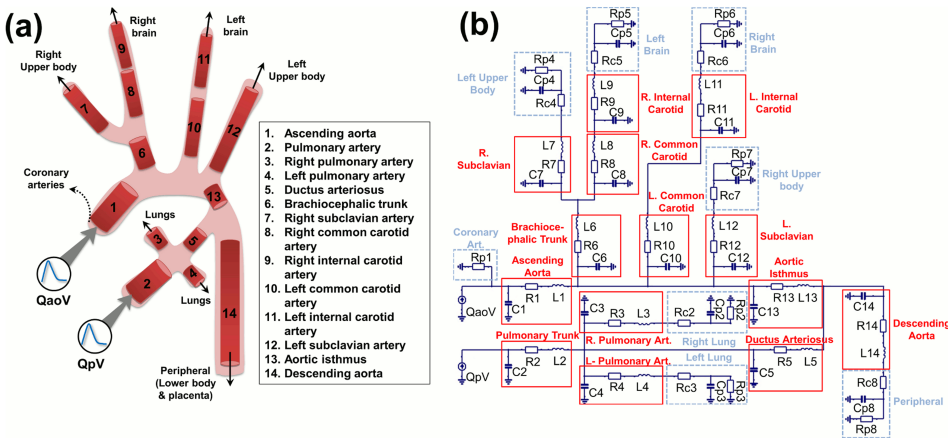 (a)
Right
brain
Left
brain
Right
Upper body
Left
Upper body
9
11
7
8
10
12
6
Coronary
arteries
1
13
Lungs
3
5
2
4
Lungs
14
QaoV
QpV
Peripheral
(Lower body
& placenta)
1. Ascending aorta
2. Pulmonary artery
3. Right pulmonary artery
4. Left pulmonary artery
5. Ductus arteriosus
6. Brachiocephalic trunk
7. Right subclavian artery
8. Right common carotid
artery
9. Right internal carotid
artery
10. Left common carotid
artery
11. Left internal carotid
artery
12. Left subclavian artery
13. Aortic isthmus
14. Descending aorta
(b)
Left
Brain
Rp5
Cp5
Rc5
Rp6
Cp6
Rc6
Right
Brain
Left Upper
Body
Rp4
Cp4
Rc4
L9
R9
C9
R. Internal
Carotid
L11
R11
C11
L. Internal
Carotid
R.
Subclavian
L7
R7
C7
L8
R8
C8
R. Common
Carotid
Rp7
Cp7
Rc7
Right Upper
body
L. Common
Carotid
Brachioce-
phalic Trunk
L6
R6
C6
L10
R10
C10
L12
R12
C12
L.
Subclavian
Coronary
Art.
Rp1
Ascending
Aorta
QaoV
C1
R1
L1
C3
R3
L3
R. Pulmonary Art.
Rc2
Cp2
Rp2
Right Lung
Aortic
Isthmus
C13
R13
L13
C14
R14
L14
Descending
Aorta
Pulmonary Trunk
QpV
C2
R2
L2
L- Pulmonary Art.
C4
R4
L4
Left Lung
Rc3
Cp3
Rp3
Ductus Arteriosus
C5
R5
L5
Rc8
Cp8
Rp8
Peripheral